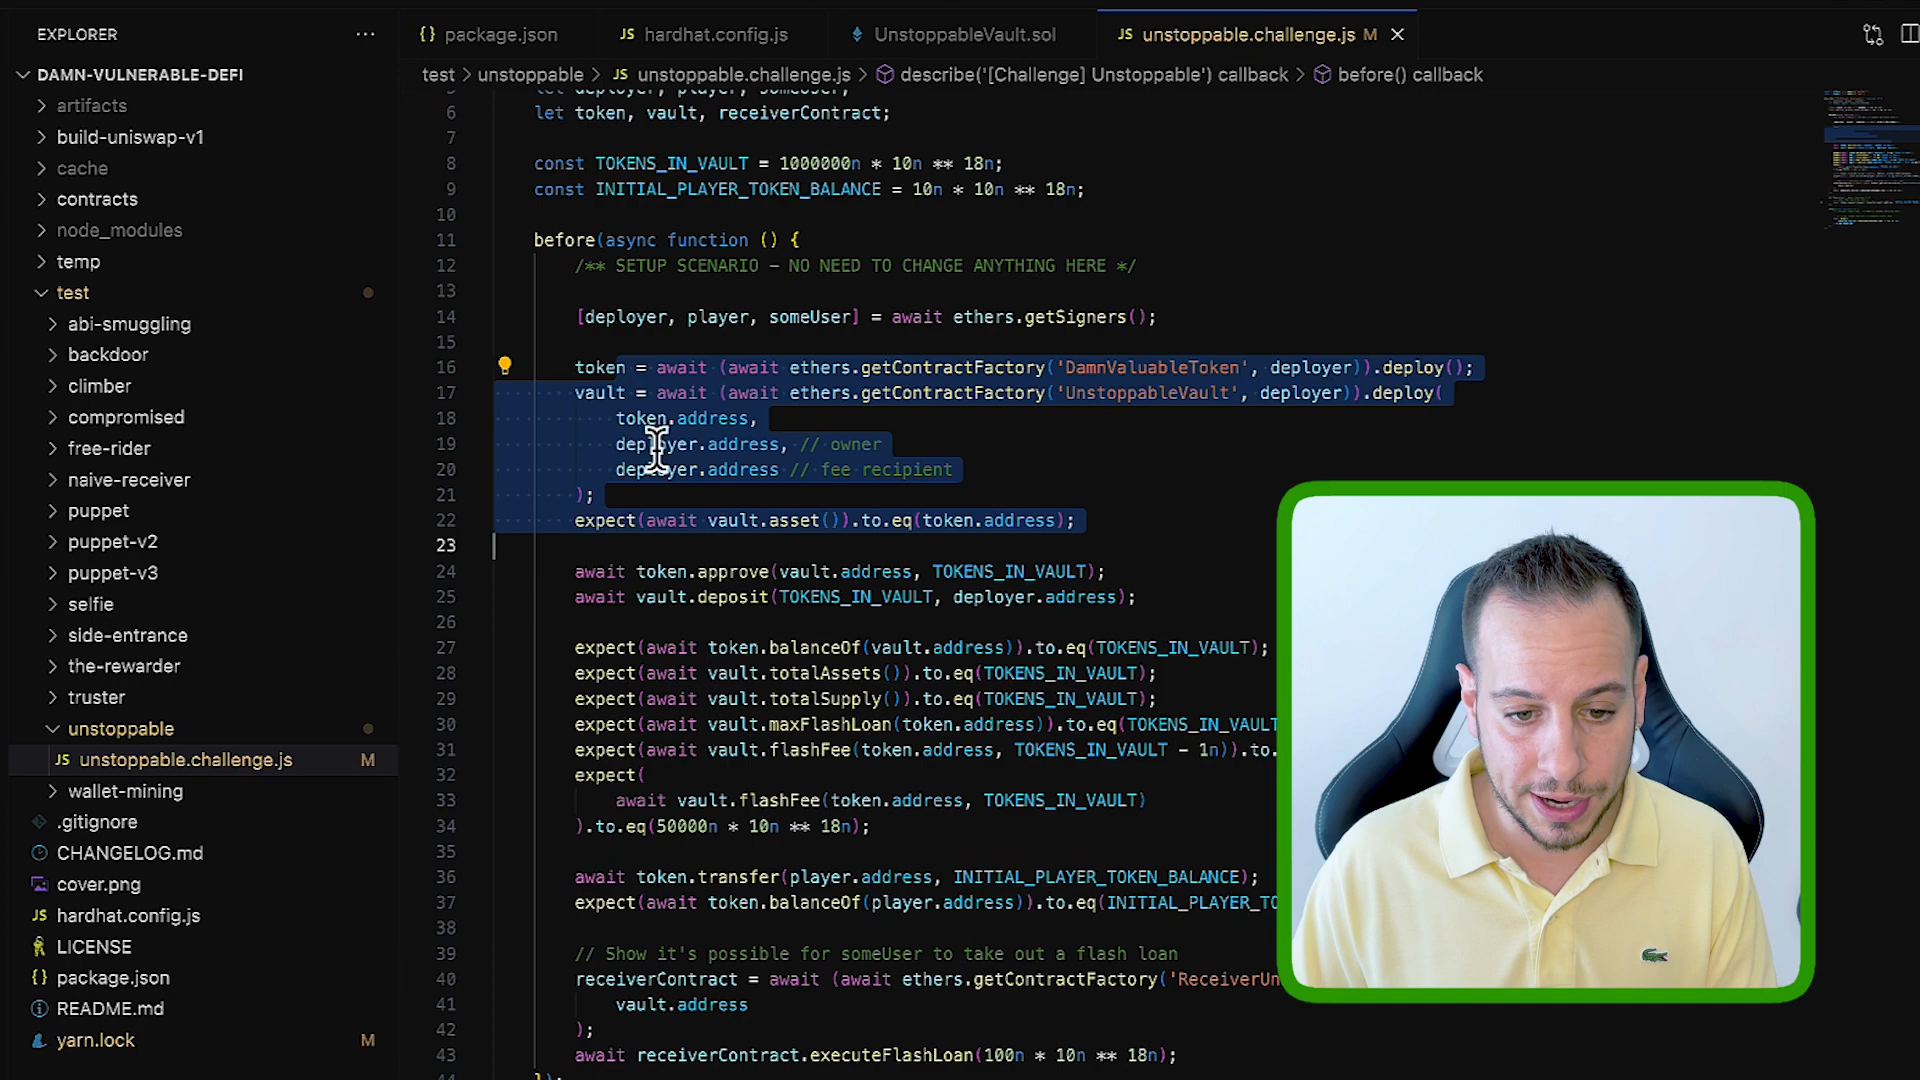 EXPLORER
DAMN-VULNERABLE-DEFI
artifacts
build-uniswap-v1
cache
contracts
node_modules
temp
test
abi-smuggling
backdoor
climber
compromised
free-rider
naive-receiver
puppet
puppet-v2
puppet-v3
selfie
side-entrance
the-rewarder
truster
unstoppable
JS unstoppable.challenge.js M
wallet-mining
.gitignore
CHANGELOG.md
cover.png
JS hardhat.config.js
LICENSE
{} package.json
README.md
yarn.lock M
{} package.json JS hardhat.config.js UnstoppableVault.sol JS unstoppable.challenge.js M
test > unstoppable > JS unstoppable.challenge.js > describe('[Challenge] Unstoppable') callback > before() callback
let deployer, player, someUser;
6 let token, vault, receiverContract;
7
8 const TOKENS_IN_VAULT = 1000000n * 10n ** 18n;
9 const INITIAL_PLAYER_TOKEN_BALANCE = 10n * 10n ** 18n;
10
11 before(async function () {
12 /** SETUP SCENARIO – NO NEED TO CHANGE ANYTHING HERE */
13
14 [deployer, player, someUser] = await ethers.getSigners();
15
16 token = await (await ethers.getContractFactory('DamnValuableToken', deployer)).deploy();
17 vault = await (await ethers.getContractFactory('UnstoppableVault', deployer)).deploy(
18 token.address,
19 deployer.address, // owner
20 deployer.address // fee recipient
21 );
22 expect(await vault.asset()).to.eq(token.address);
23
24 await token.approve(vault.address, TOKENS_IN_VAULT);
25 await vault.deposit(TOKENS_IN_VAULT, deployer.address);
26
27 expect(await token.balanceOf(vault.address)).to.eq(TOKENS_IN_VAULT);
28 expect(await vault.totalAssets()).to.eq(TOKENS_IN_VAULT);
29 expect(await vault.totalSupply()).to.eq(TOKENS_IN_VAULT);
30 expect(await vault.maxFlashLoan(token.address)).to.eq(TOKENS_IN_VAULT
31 expect(await vault.flashFee(token.address, TOKENS_IN_VAULT - 1n)).to.
32 expect(
33 await vault.flashFee(token.address, TOKENS_IN_VAULT)
34 ).to.eq(50000n * 10n ** 18n);
35
36 await token.transfer(player.address, INITIAL_PLAYER_TOKEN_BALANCE);
37 expect(await token.balanceOf(player.address)).to.eq(INITIAL_PLAYER_TO
38
39 // Show it's possible for someUser to take out a flash loan
40 receiverContract = await (await ethers.getContractFactory('ReceiverUn
41 vault.address
42 );
43 await receiverContract.executeFlashLoan(100n * 10n ** 18n);
});